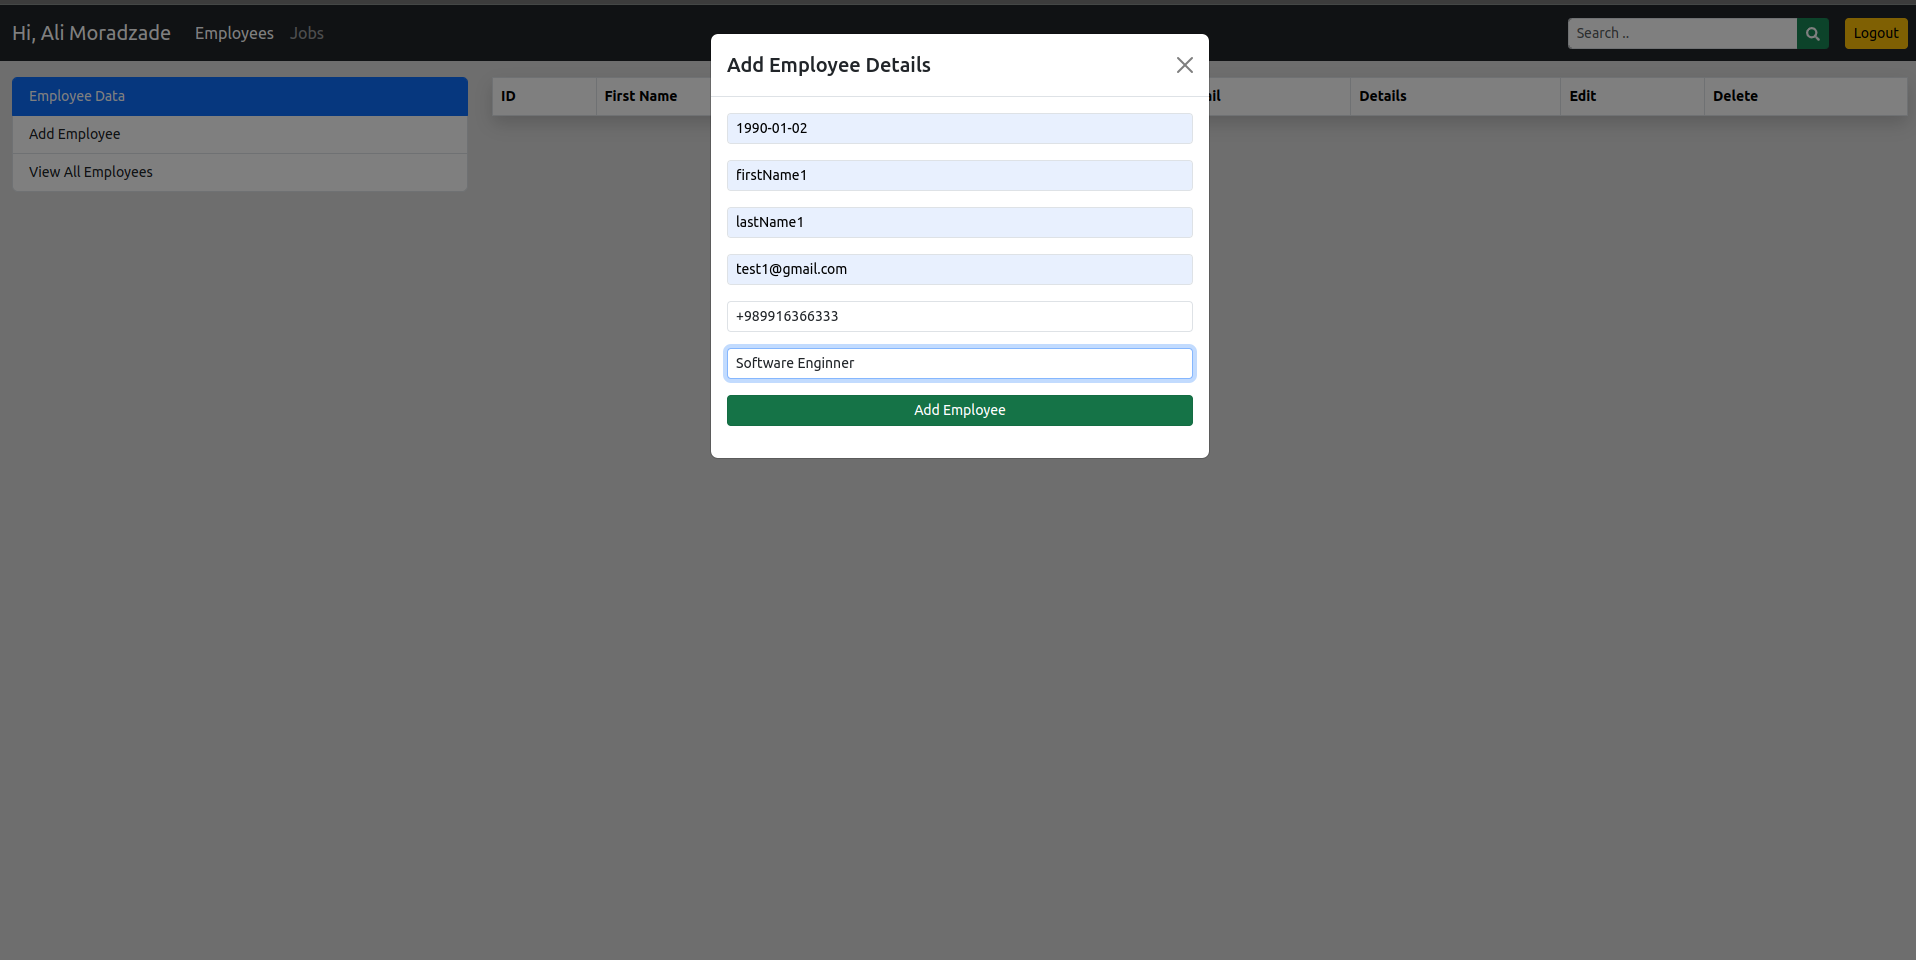 Hi, Ali Moradzade Employees Jobs Search .. Logout
Add Employee Details
Employee Data
Add Employee
View All Employees
ID First Name Details Edit Delete
1990-01-02
firstName1
lastName1
test1@gmail.com
+989916366333
Software Enginner
Add Employee